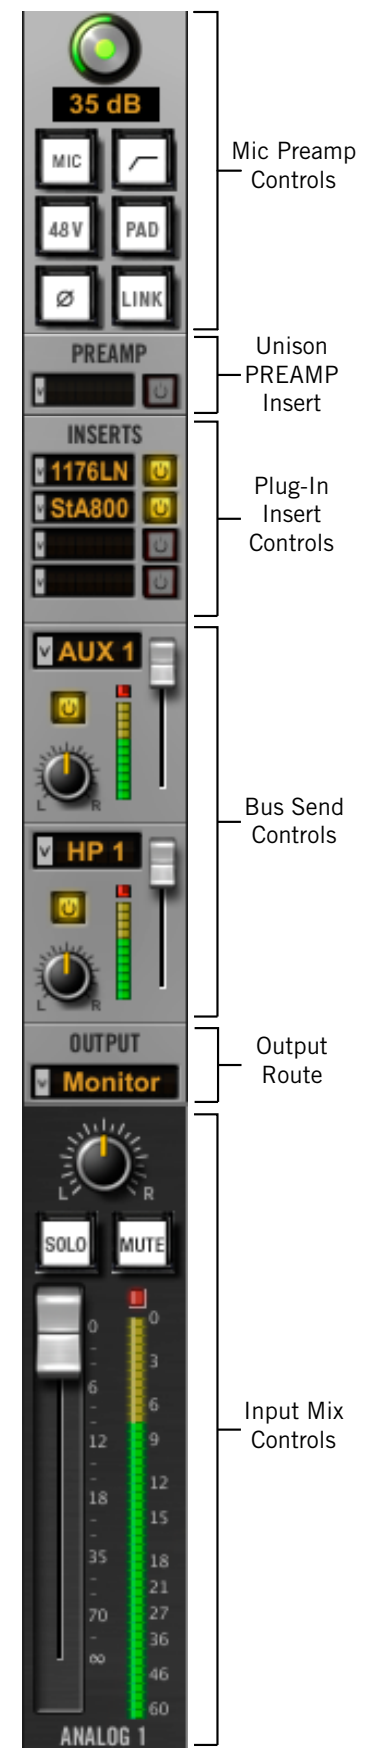 35 dB
MIC
48V
PAD
Ø
LINK
Mic Preamp
Controls
PREAMP
Unison
PREAMP
Insert
INSERTS
1176LN
StA800
Plug-In
Insert
Controls
AUX 1
L
R
HP 1
L
R
Bus Send
Controls
OUTPUT
Monitor
Output
Route
L
R
SOLO
MUTE
0
6
12
18
35
70
∞
0
3
6
9
12
15
18
21
27
36
46
60
Input Mix
Controls
ANALOG 1